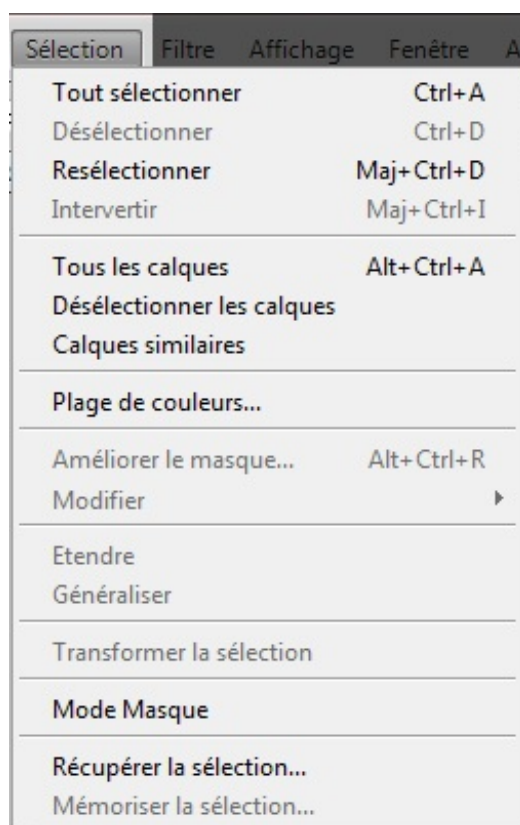 Sélection Filtre Affichage Fenêtre A
Tout sélectionner Ctrl+A
Désélectionner Ctrl+D
Resélectionner Maj+Ctrl+D
Intervertir Maj+Ctrl+I
Tous les calques Alt+Ctrl+A
Désélectionner les calques
Calques similaires
Plage de couleurs...
Améliorer le masque... Alt+Ctrl+R
Modifier
Etendre
Généraliser
Transformer la sélection
Mode Masque
Récupérer la sélection...
Mémoriser la sélection...